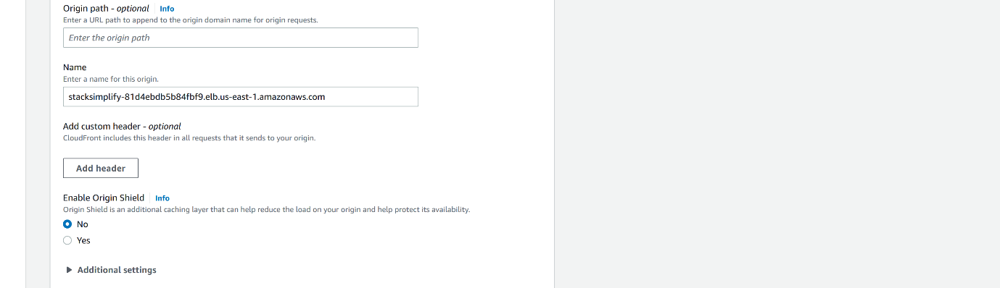 Origin path - optional Info
Enter a URL path to append to the origin domain name for origin requests.
Enter the origin path
Name
Enter a name for this origin.
stacksimplify-81d4ebdb5b84fbf9.elb.us-east-1.amazonaws.com
Add custom header - optional
CloudFront includes this header in all requests that it sends to your origin.
Add header
Enable Origin Shield Info
Origin Shield is an additional caching layer that can help reduce the load on your origin and help protect its availability.
No
Yes
Additional settings